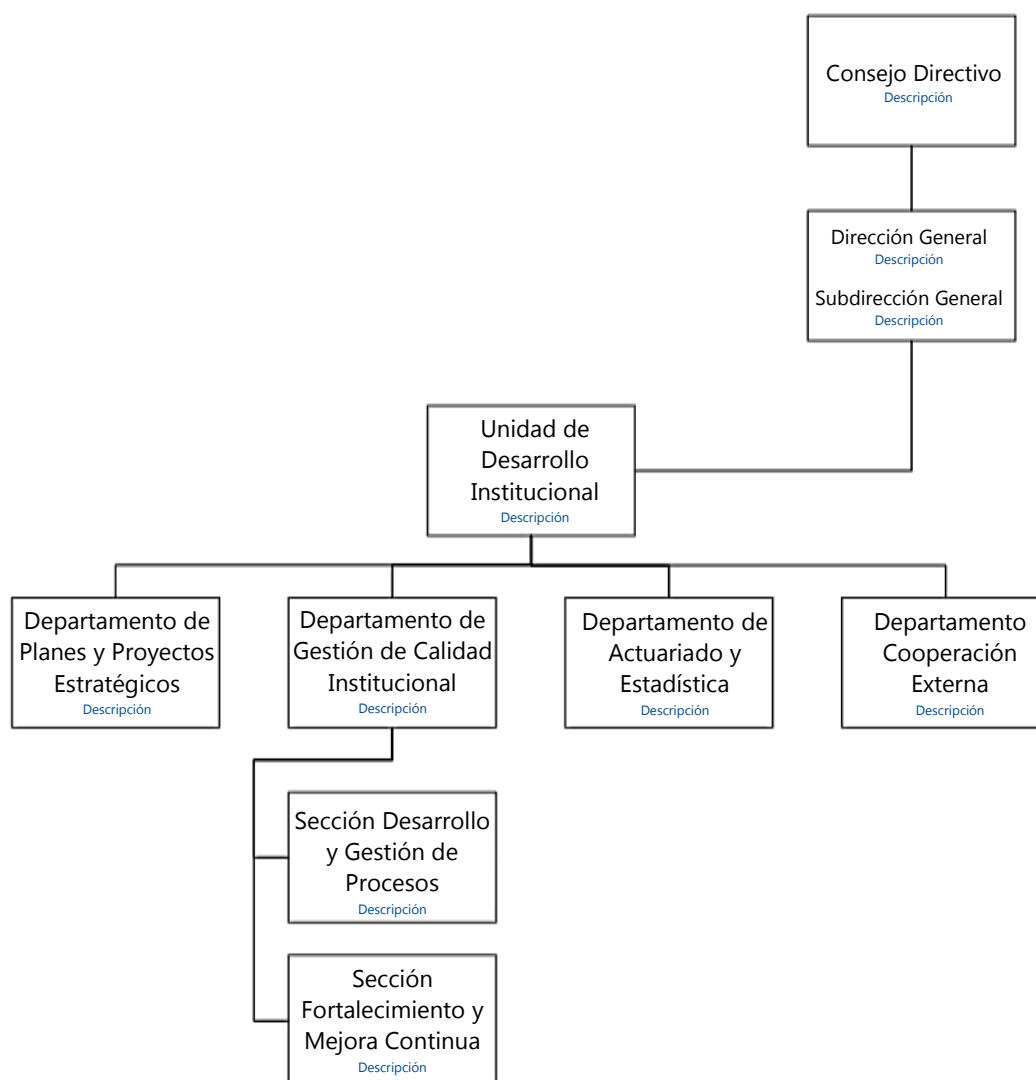 Consejo Directivo
Descripción
Dirección General
Descripción
Subdirección General
Descripción
Unidad de
Desarrollo
Institucional
Descripción
Departamento de
Planes y Proyectos
Estratégicos
Descripción
Departamento de
Gestión de Calidad
Institucional
Descripción
Departamento de
Actuariado y
Estadística
Descripción
Departamento
Cooperación
Externa
Descripción
Sección Desarrollo
y Gestión de
Procesos
Descripción
Sección
Fortalecimiento y
Mejora Continua
Descripción